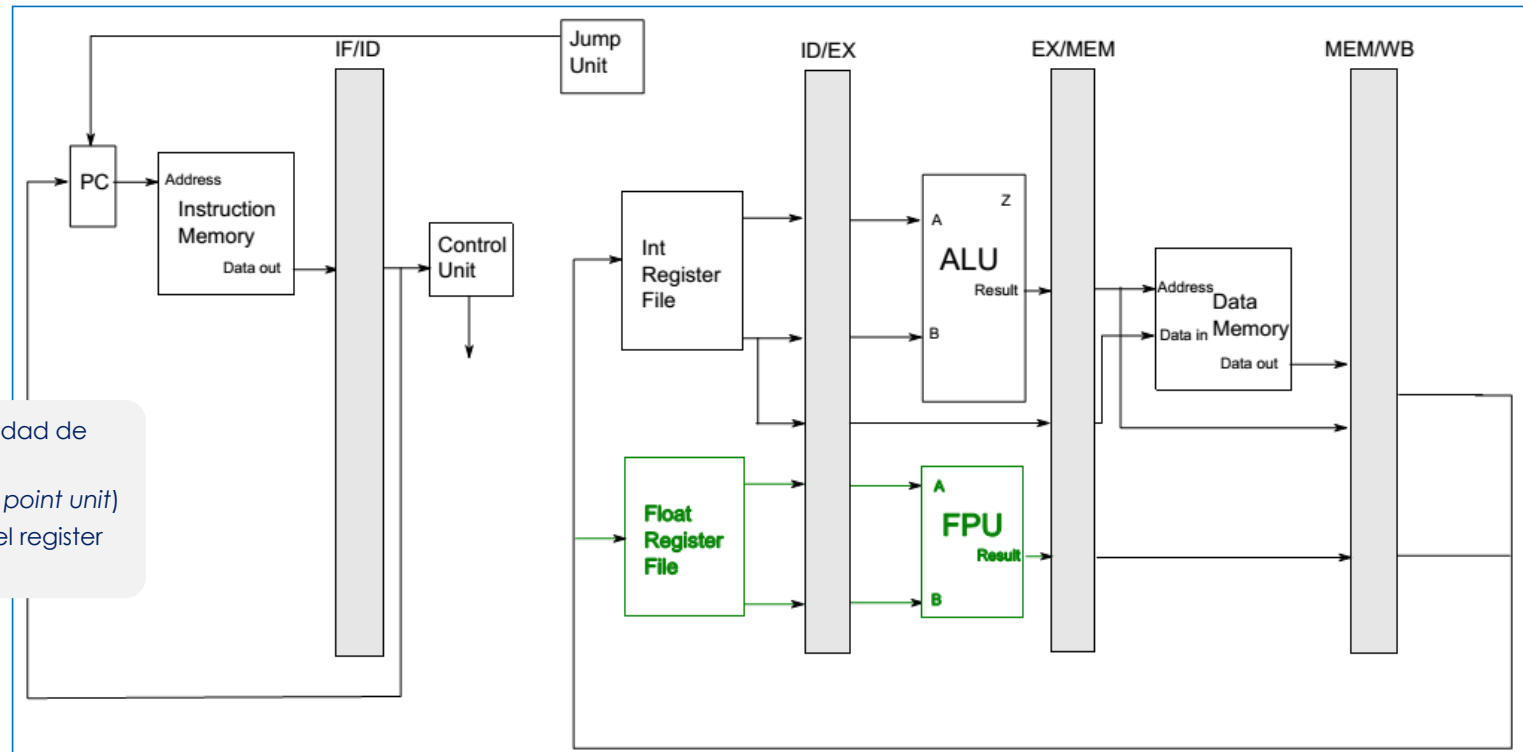 Jump
Unit
IF/ID
ID/EX
EX/MEM
MEM/WB
PC
Address
Instruction
Memory
Data out
Control
Unit
Int
Register
File
A
Z
ALU
Result
B
Address
Data
Data in
Memory
Data out
dad de
point unit)
el register
Float
Register
File
A
FPU
Result
B